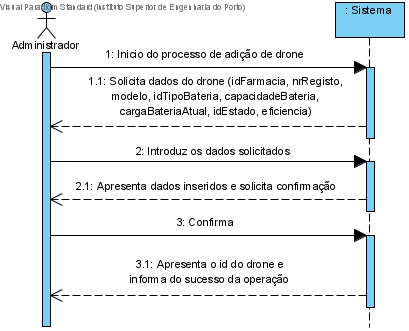 Visual Paradigm Standard (Instituto Superior de Engenharia do Porto)
: Sistema
Administrador
1: Inicio do processo de adição de drone
1.1: Solicita dados do drone (idFarmacia, nrRegisto,
modelo, idTipoBateria, capacidadeBateria,
cargaBateriaAtual, idEstado, eficiencia)
2: Introduz os dados solicitados
2.1: Apresenta dados inseridos e solicita confirmação
3: Confirma
3.1: Apresenta o id do drone e
informa do sucesso da operação